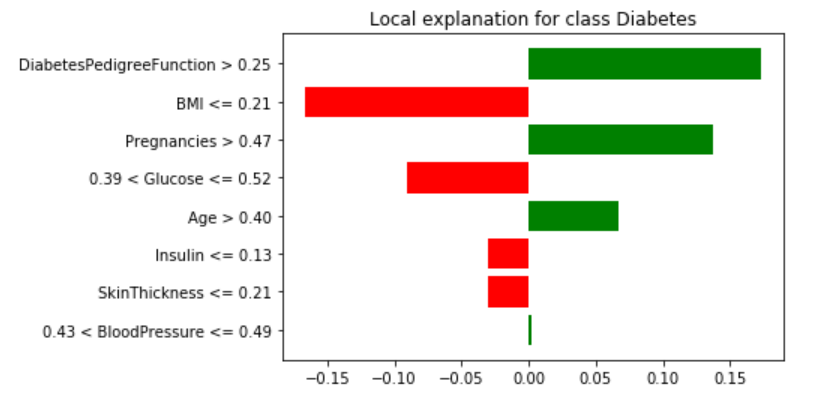 Local explanation for class Diabetes
DiabetesPedigreeFunction > 0.25
BMI <= 0.21
Pregnancies > 0.47
0.39 < Glucose <= 0.52
Age > 0.40
Insulin <= 0.13
SkinThickness <= 0.21
0.43 < BloodPressure <= 0.49
−0.15 −0.10 −0.05 0.00 0.05 0.10 0.15